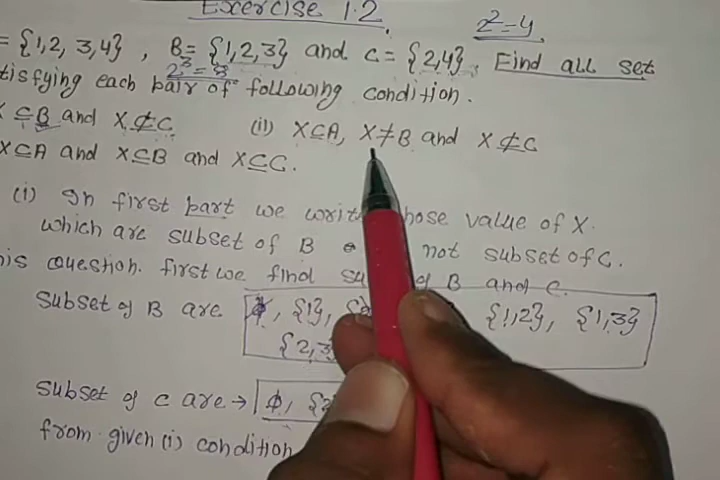 Excercise 1.2.
2²=4.
= {1,2, 3,4} , B= {1,2,3} and C= {2,4}, Find all set
tisfying each pair of following condition.
2³=8
⊆B and X⊄C (ii) X⊆A, X≠B and X⊄C
X⊆A and X⊆B and X⊆C.
(i) In first part we write those value of X.
which are subset of B not subset of C.
his question. first we find of B and C.
subset of B are ϕ, {1}, {1,2}, {1,3}
{2,3}
subset of C are → ϕ,
from given (i) condition